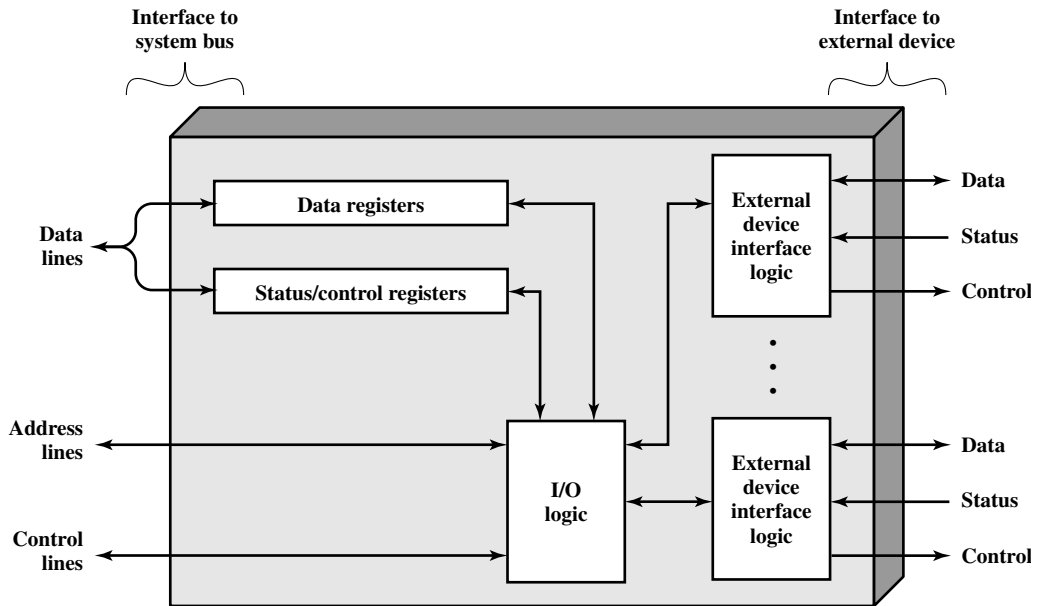 Interface to
system bus
Interface to
external device
Data registers
Status/control registers
Data
lines
Address
lines
Control
lines
I/O
logic
External
device
interface
logic
Data
Status
Control
External
device
interface
logic
Data
Status
Control